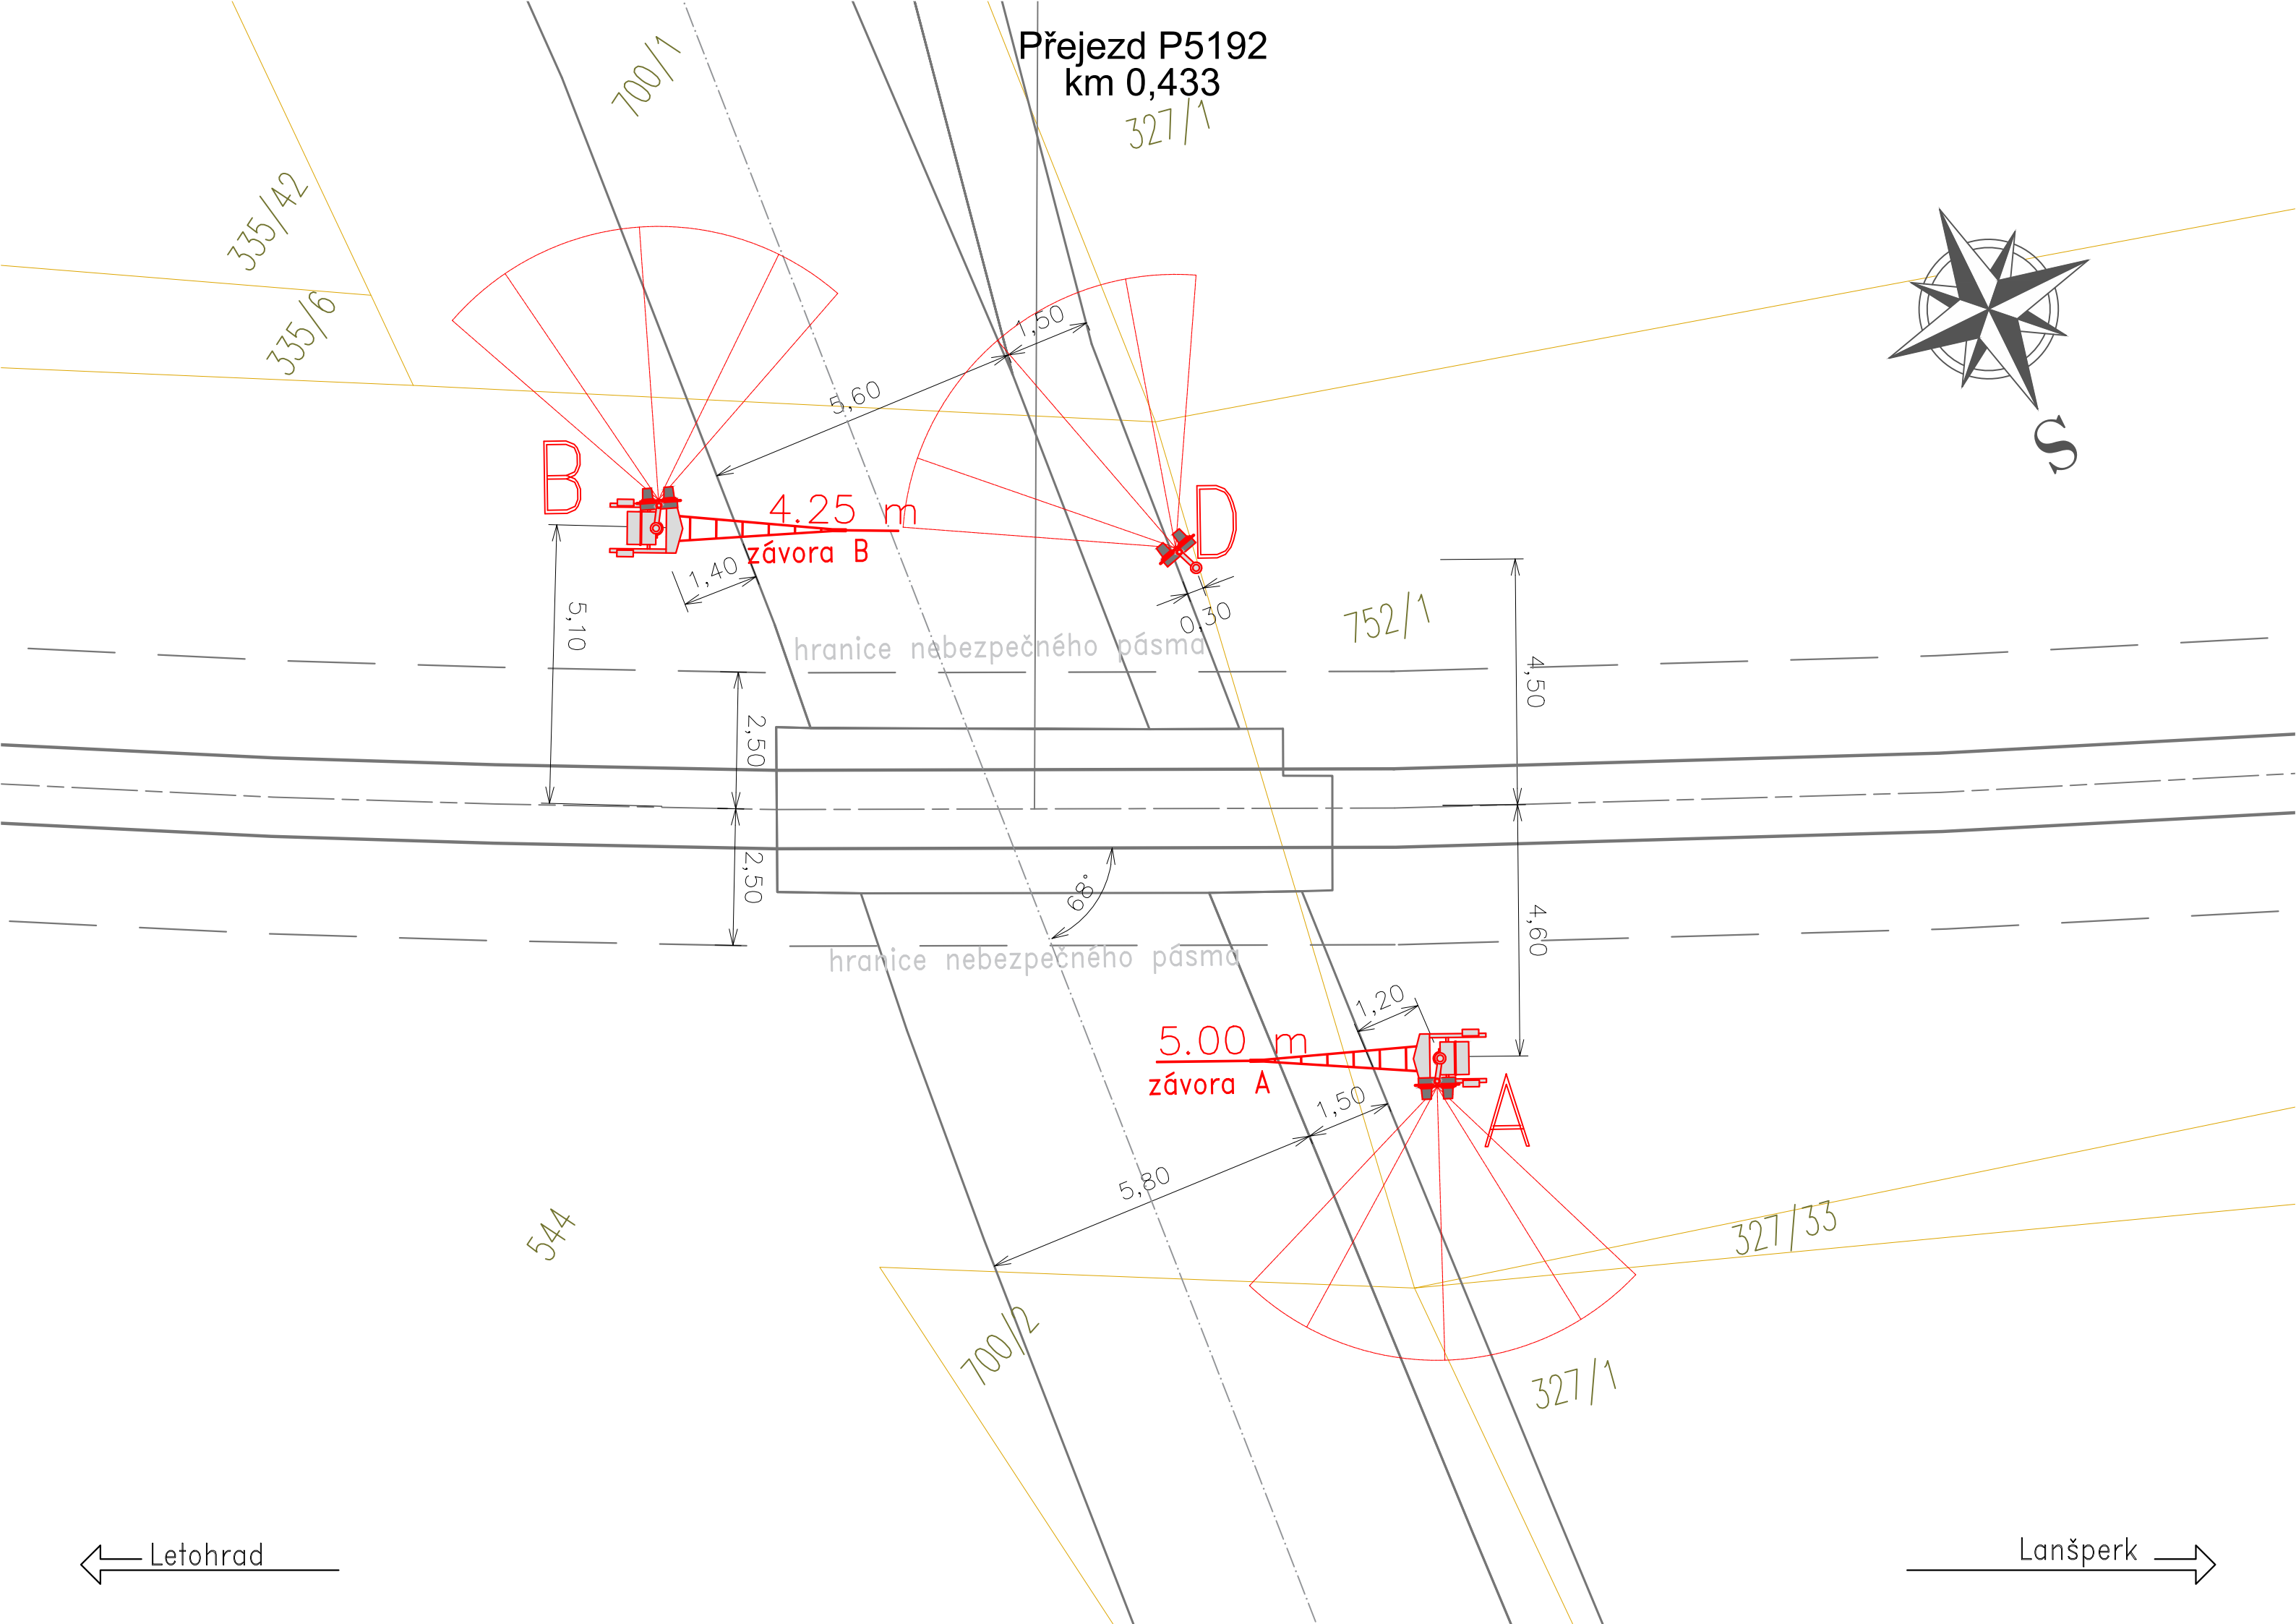 Přejezd P5192
km 0,433
700/1
327/1
335/42
335/6
1,50
5,60
B
4.25 m
závora B
D
S
1,40
5,10
0,30
752/1
hranice nebezpečného pásma
4,50
2,50
2,50
68°
4,60
hranice nebezpečného pásma
1,20
5.00 m
závora A
1,50
A
5,80
544
327/33
700/2
327/1
Letohrad
Lanšperk